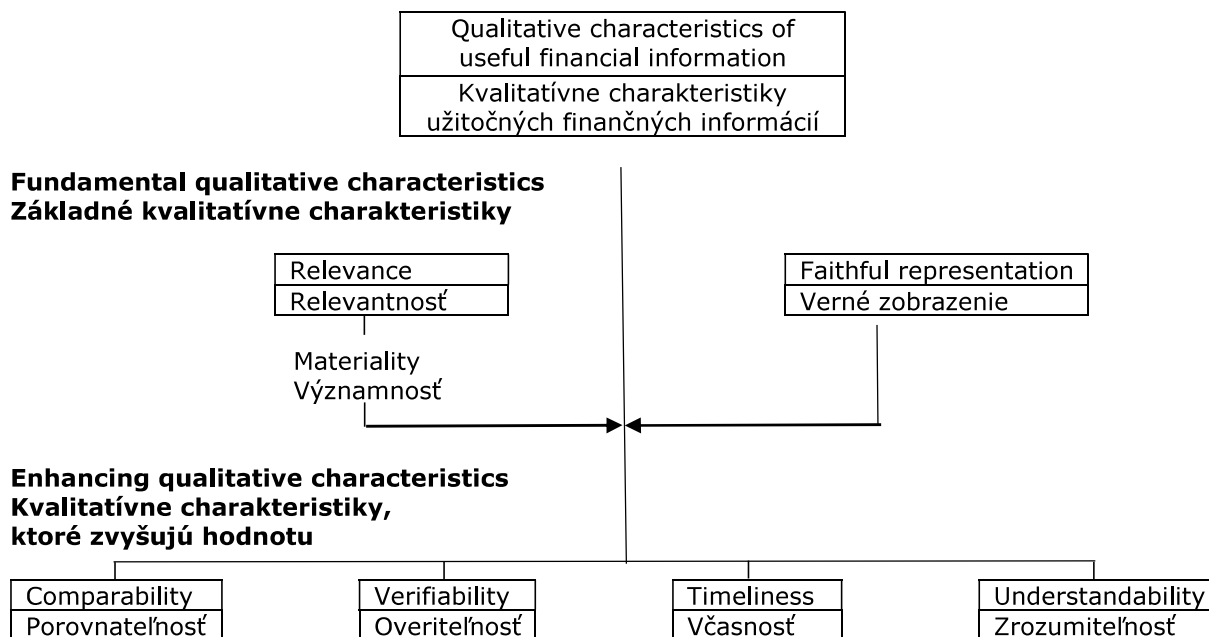 Qualitative characteristics of
useful financial information
Kvalitatívne charakteristiky
užitočných finančných informácií
Fundamental qualitative characteristics
Základné kvalitatívne charakteristiky
Relevance
Relevantnosť
Faithful representation
Verné zobrazenie
Materiality
Významnosť
Enhancing qualitative characteristics
Kvalitatívne charakteristiky,
ktoré zvyšujú hodnotu
Comparability
Porovnateľnosť
Verifiability
Overiteľnosť
Timeliness
Včasnosť
Understandability
Zrozumiteľnosť